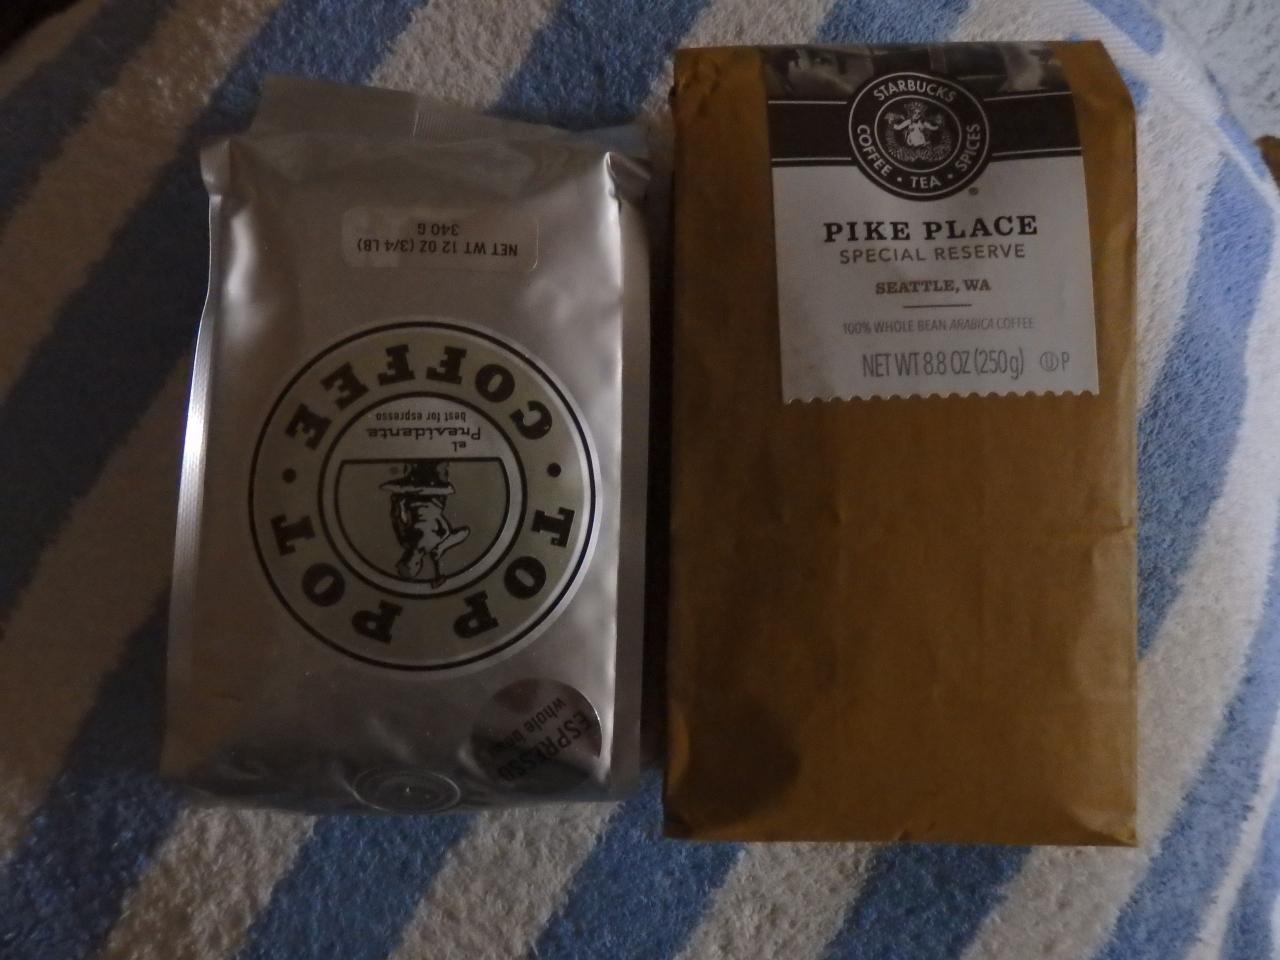 NET WT 12 OZ (3/4 LB)
340 G
TOP POT
COFFEE
el
Presidente
best for espresso
ESPRESSO
whole bean
STARBUCKS
COFFEE • TEA • SPICES
PIKE PLACE
SPECIAL RESERVE
SEATTLE, WA
100% WHOLE BEAN ARABICA COFFEE
NET WT 8.8 OZ (250g) U P